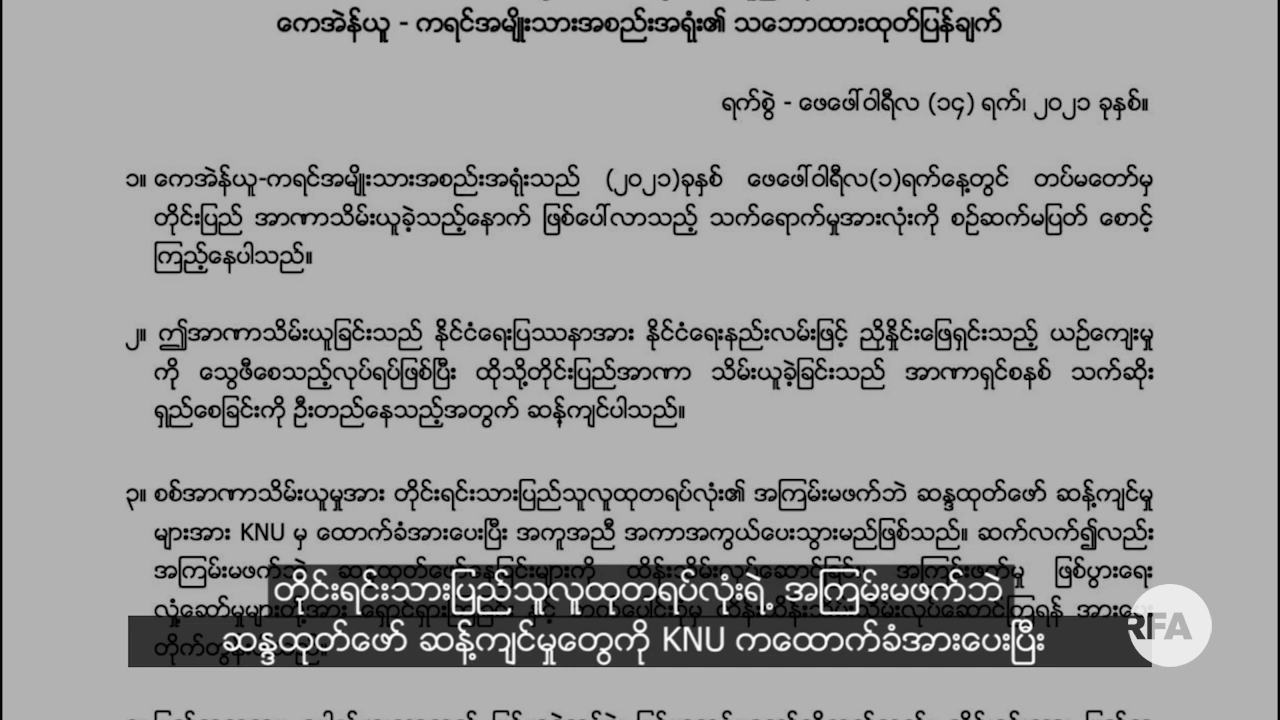 ကေအဲန်ယူ - ကရင်အမျိုးသားအစည်းအရုံး၏ သဘောထားထုတ်ပြန်ချက်
ရက်စွဲ - ဖေဖေါ်ဝါရီလ (၁၄) ရက်၊ ၂၀၂၁ ခုနှစ်။
၁။ ကေအဲန်ယူ-ကရင်အမျိုးသားအစည်းအရုံးသည် (၂၀၂၁)ခုနှစ် ဖေဖေါ်ဝါရီလ(၁)ရက်နေ့တွင် တပ်မတော်မှ
တိုင်းပြည် အာဏာသိမ်းယူခဲ့သည့်နောက် ဖြစ်ပေါ်လာသည့် သက်ရောက်မှုအားလုံးကို စဉ်ဆက်မပြတ် စောင့်
ကြည့်နေပါသည်။
၂။ ဤအာဏာသိမ်းယူခြင်းသည် နိုင်ငံရေးပြဿနာအား နိုင်ငံရေးနည်းလမ်းဖြင့် ညှိနှိုင်းဖြေရှင်းသည့် ယဉ်ကျေးမှု
ကို သွေဖီစေသည့်လုပ်ရပ်ဖြစ်ပြီး ထိုသို့တိုင်းပြည်အာဏာ သိမ်းယူခဲ့ခြင်းသည် အာဏာရှင်စနစ် သက်ဆိုး
ရှည်စေခြင်းကို ဦးတည်နေသည့်အတွက် ဆန့်ကျင်ပါသည်။
၃။ စစ်အာဏာသိမ်းယူမှုအား တိုင်းရင်းသားပြည်သူလူထုတရပ်လုံး၏ အကြမ်းမဖက်ဘဲ ဆန္ဒထုတ်ဖော် ဆန့်ကျင်မှု
များအား KNU မှ ထောက်ခံအားပေးပြီး အကူအညီ အကာအကွယ်ပေးသွားမည်ဖြစ်သည်။ ဆက်လက်၍လည်း
အကြမ်းမဖက်ဘဲ ဖြစ်ပွားရေး
တိုင်းရင်းသားပြည်သူလူထုတရပ်လုံးရဲ့ အကြမ်းမဖက်ဘဲ
ဆန္ဒထုတ်ဖော် ဆန့်ကျင်မှုတွေကို KNU ကထောက်ခံအားပေးပြီး
RFA